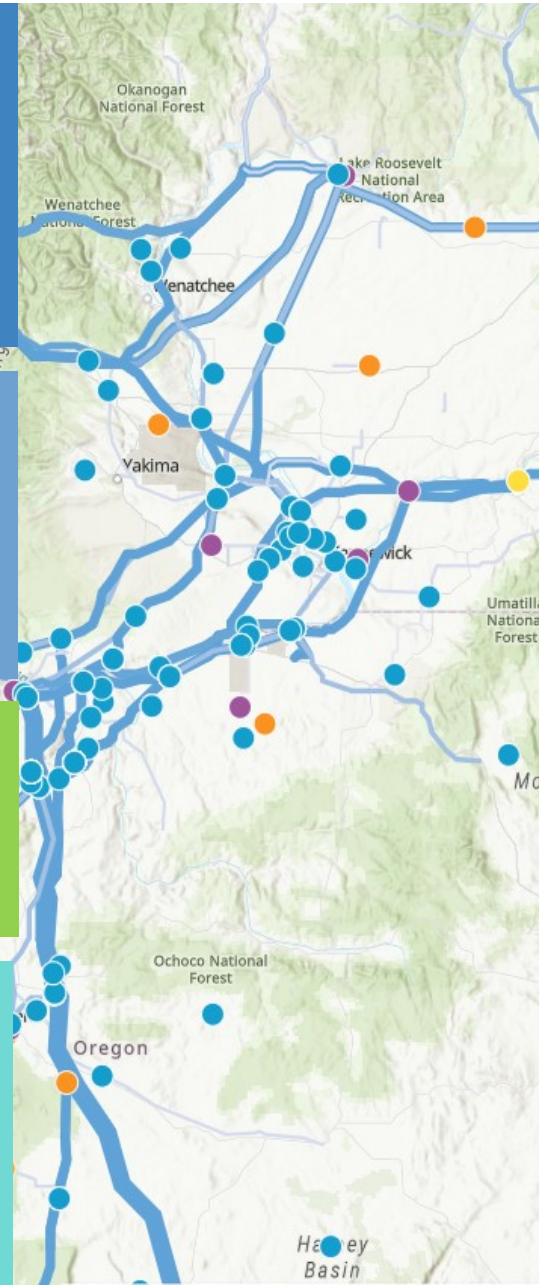 Okanogan
National Forest
Lake Roosevelt
National
Recreation Area
Wenatchee
National Forest
Wenatchee
Yakima
Umatilla
National
Forest
Ochoco National
Forest
Oregon
Basin